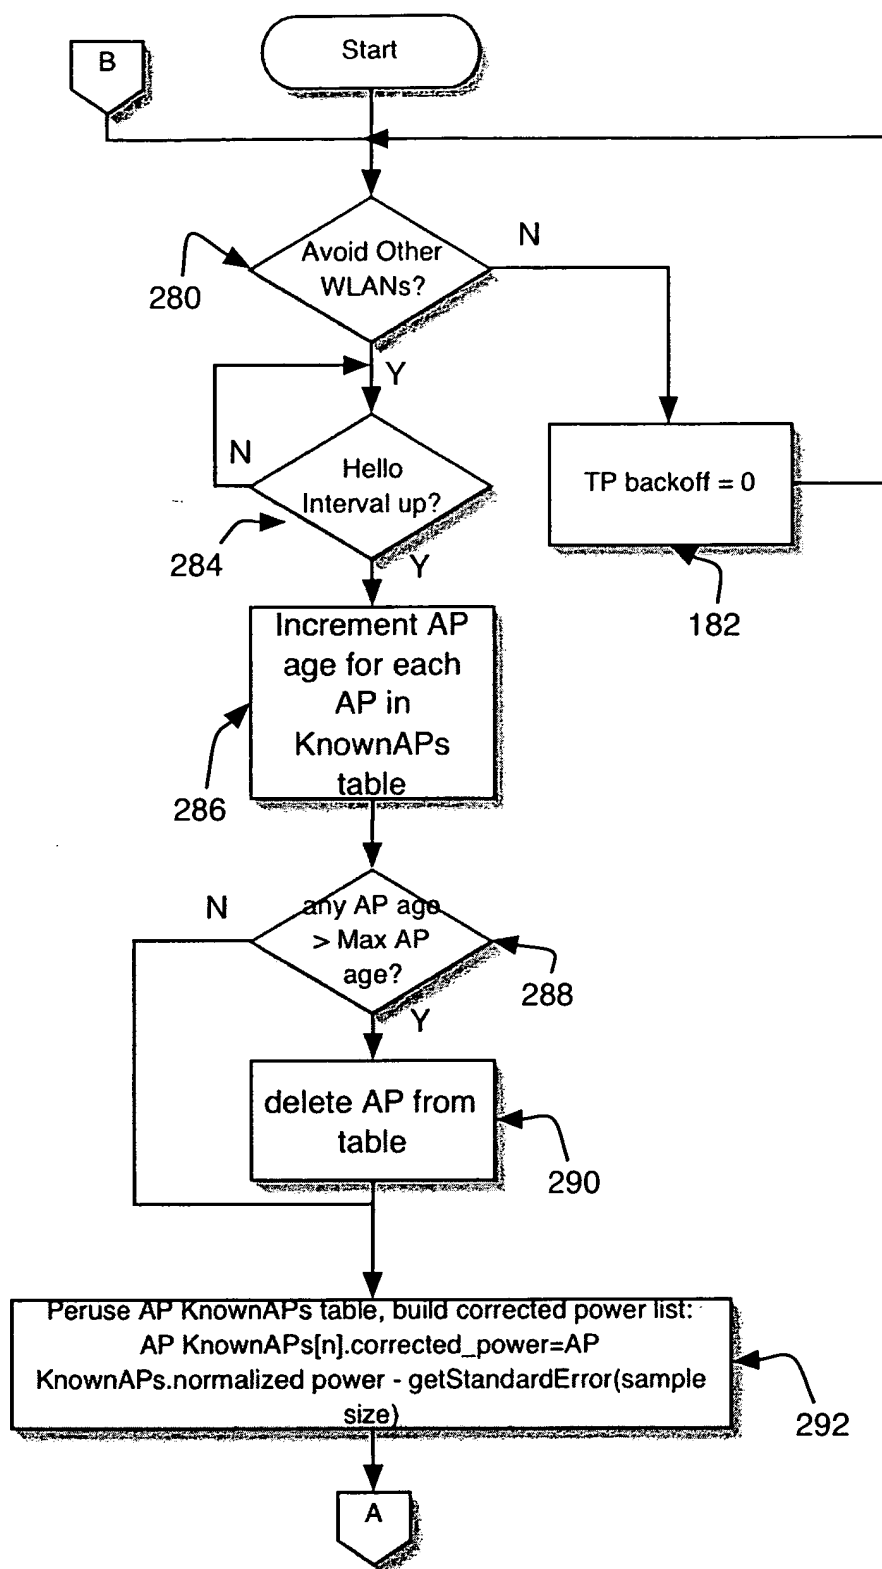 B
Start
Avoid Other
WLANs?
N
280
Y
N
Hello
Interval up?
284
Y
TP backoff = 0
182
Increment AP
age for each
AP in
KnownAPs
table
286
N
any AP age
> Max AP
age?
288
Y
delete AP from
table
290
Peruse AP KnownAPs table, build corrected power list:
AP KnownAPs[n].corrected_power=AP
KnownAPs.normalized power - getStandardError(sample
size)
292
A